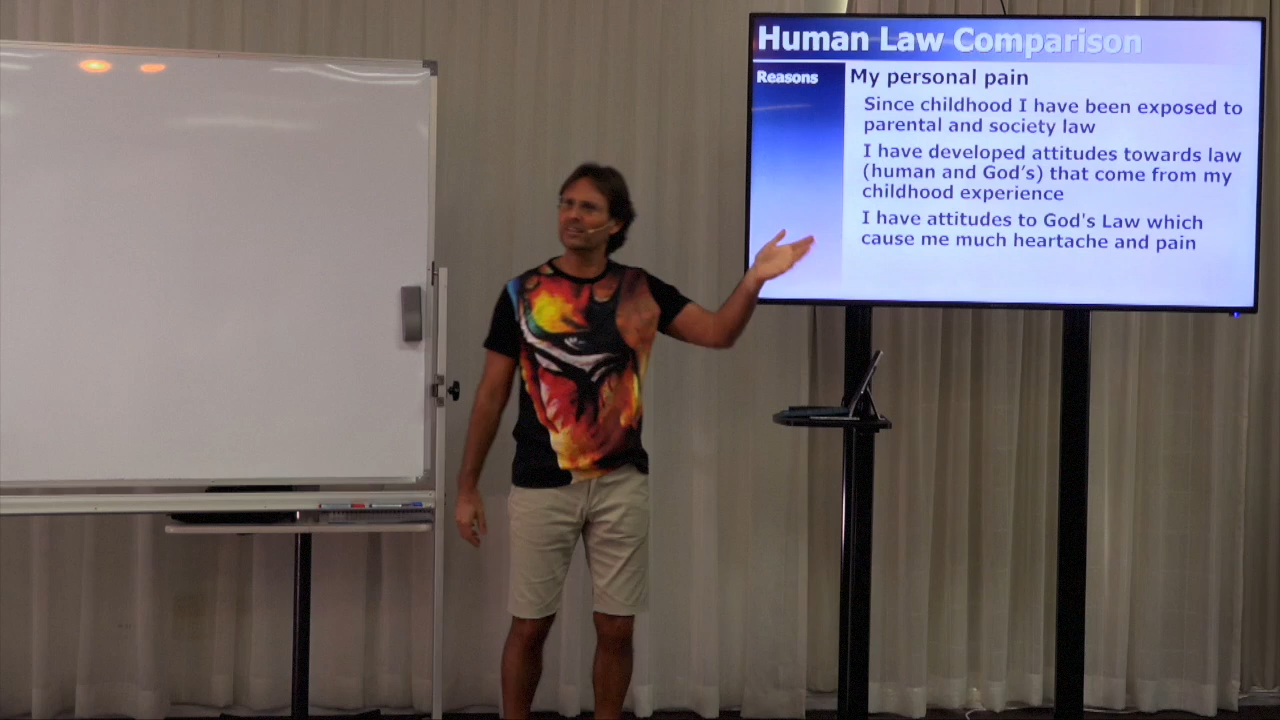 Human Law Comparison
Reasons
My personal pain
Since childhood I have been exposed to
parental and society law
I have developed attitudes towards law
(human and God's) that come from my
childhood experience
I have attitudes to God's Law which
cause me much heartache and pain